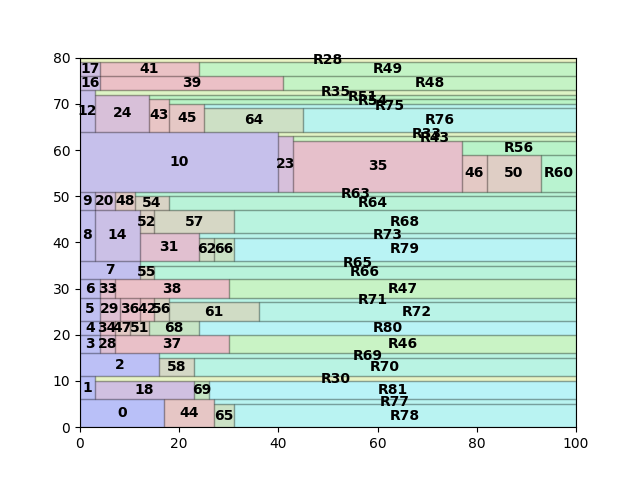 80 R28
17 41 R49
16 39 R48
R35
R51
R54
70 12 24 43 45 64 R75
R76
R33
R43
60 10 23 35 46 50 R56
R60
50 R63
9 20 48 54 R64
8 14 52 57 R68
R73
40 31 62 66 R79
R65
7 55 R66
30 6 33 38 R47
R71
5 29 36 42 56 61 R72
20 4 34 47 51 68 R80
3 28 37 R46
R69
2 58 R70
10 R30
1 18 69 R81
R77
0 44 65 R78
0
0 20 40 60 80 100